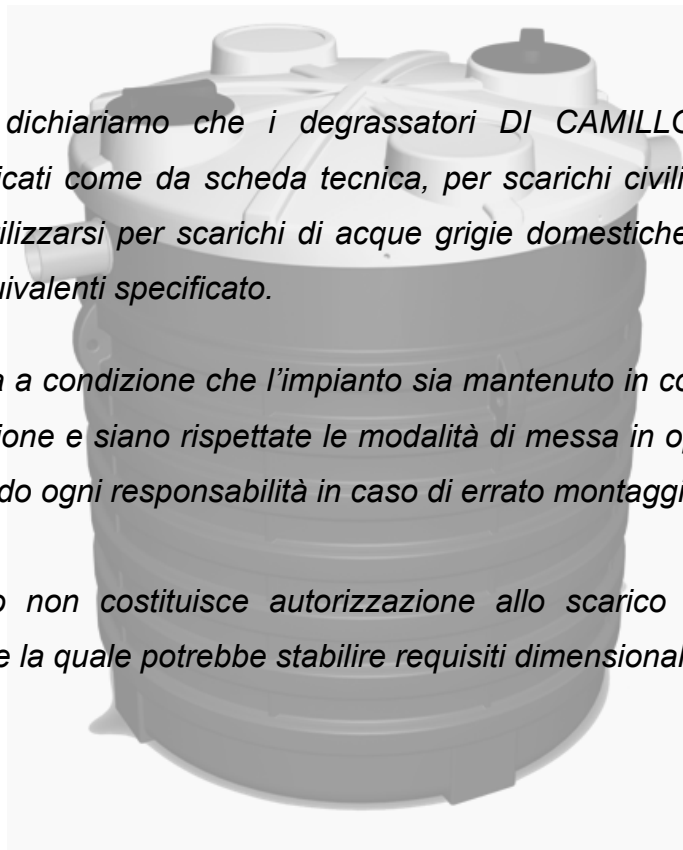 dichiariamo che i degrassatori DI CAMILLO
icati come da scheda tecnica, per scarichi civili
ilizzarsi per scarichi di acque grigie domestiche
uivalenti specificato.
a condizione che l’impianto sia mantenuto in
ione e siano rispettate le modalità di messa in
do ogni responsabilità in caso di errato montaggi
non costituisce autorizzazione allo scarico
e la quale potrebbe stabilire requisiti dimensional